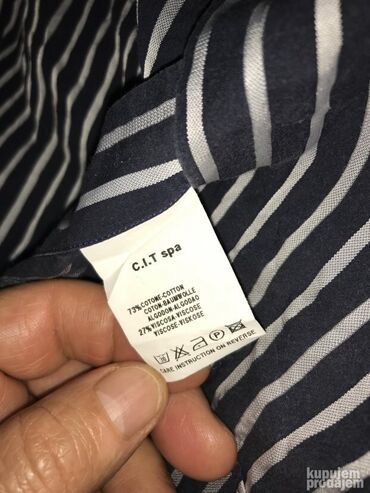 C.I.T spa
73%COTONE-COTTON
COTON-BAUMWOLLE
ALGODON-ALGODAO
27%VISCOSA-VISCOSE
VISCOSE-VISKOSE
CARE INSTRUCTION ON REVERSE
kupujem
prodajem